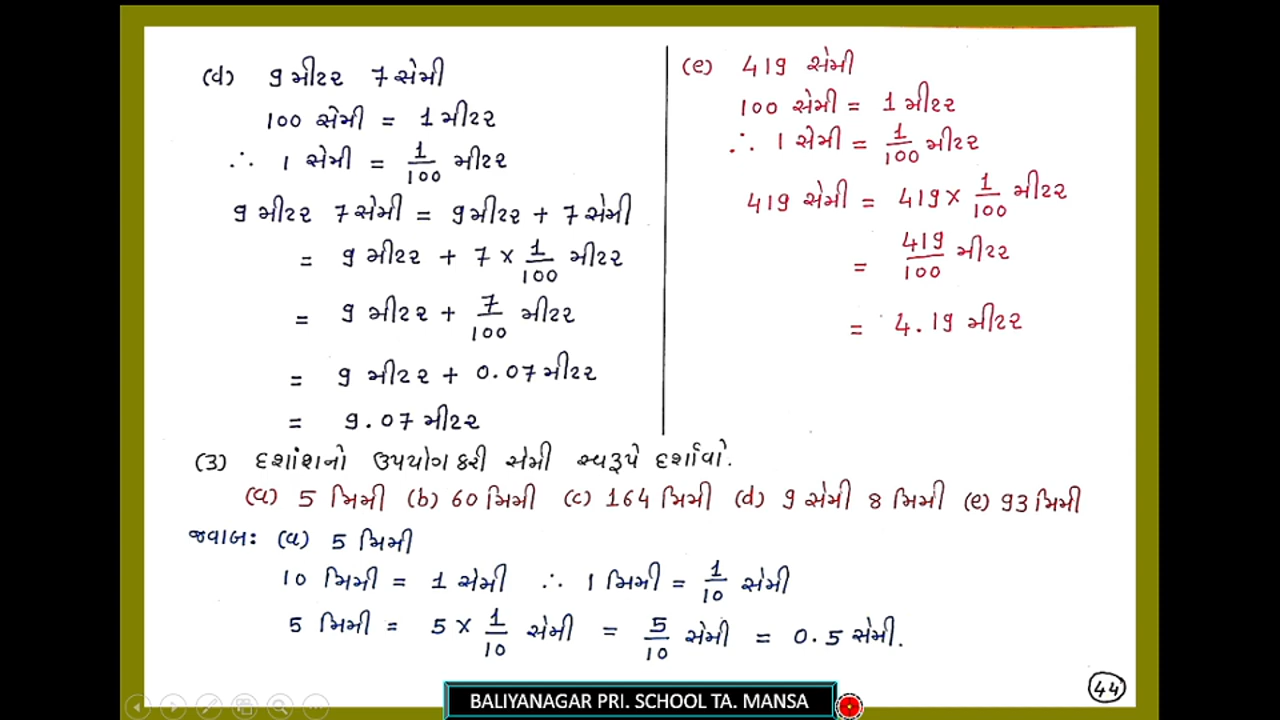 (d) 9 મીટર 7 સેમી
100 સેમી = 1 મીટર
∴ 1 સેમી = 1/100 મીટર
9 મીટર 7 સેમી = 9 મીટર + 7 સેમી
= 9 મીટર + 7 × 1/100 મીટર
= 9 મીટર + 7/100 મીટર
= 9 મીટર + 0.07 મીટર
= 9.07 મીટર
(e) 419 સેમી
100 સેમી = 1 મીટર
∴ 1 સેમી = 1/100 મીટર
419 સેમી = 419 × 1/100 મીટર
= 419/100 મીટર
= 4.19 મીટર
(3) દશાંશનો ઉપયોગ કરી સેમી સ્વરૂપે દર્શાવો.
(a) 5 મિમી (b) 60 મિમી (c) 164 મિમી (d) 9 સેમી 8 મિમી (e) 93 મિમી
જવાબ: (a) 5 મિમી
10 મિમી = 1 સેમી ∴ 1 મિમી = 1/10 સેમી
5 મિમી = 5 × 1/10 સેમી = 5/10 સેમી = 0.5 સેમી.
44
BALIYANAGAR PRI. SCHOOL TA. MANSA